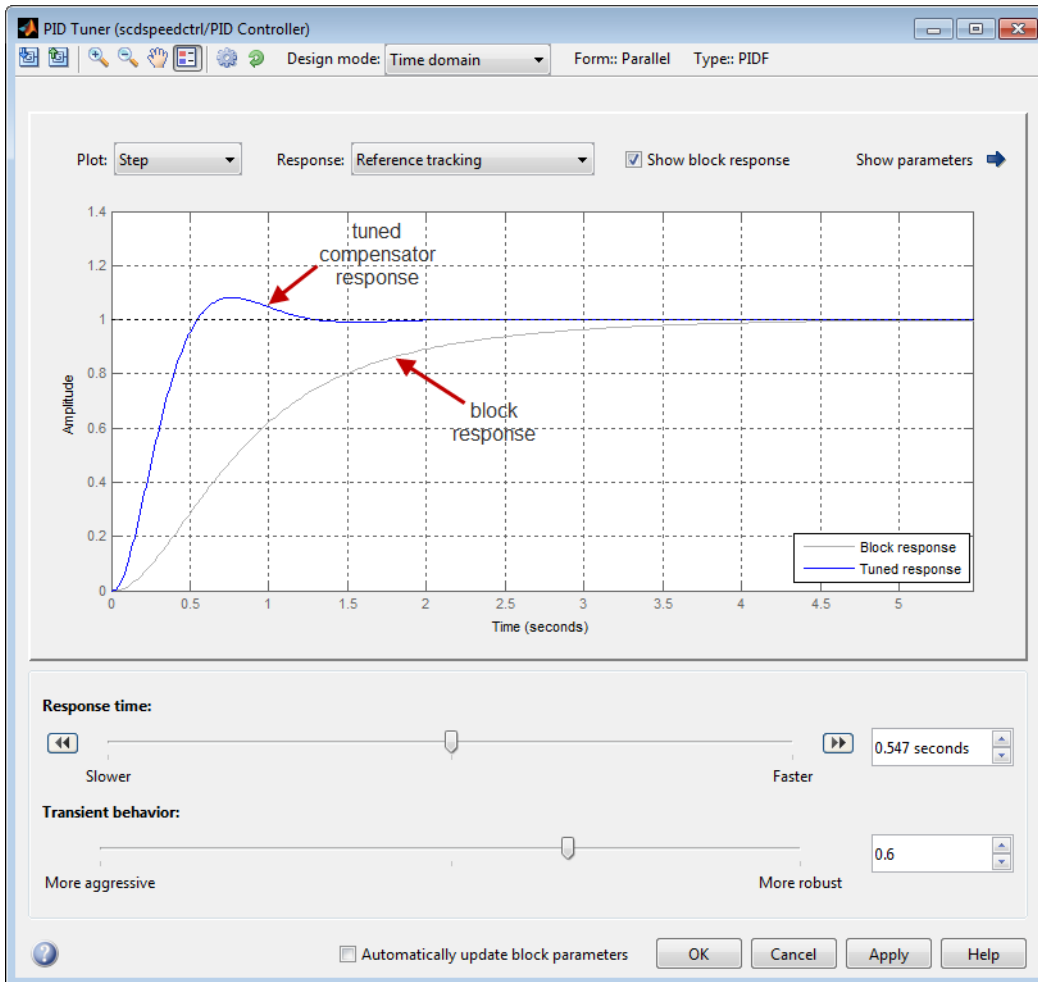 PID Tuner (scdspeedctrl/PID Controller)
Design mode: Time domain Form:: Parallel Type:: PIDF
Plot: Step Response: Reference tracking Show block response Show parameters
1.4
1.2
1
0.8
0.6
0.4
0.2
0
Amplitude
tuned
compensator
response
block
response
Block response
Tuned response
0 0.5 1 1.5 2 2.5 3 3.5 4 4.5 5
Time (seconds)
Response time:
0.547 seconds
Slower Faster
Transient behavior:
0.6
More aggressive More robust
Automatically update block parameters OK Cancel Apply Help